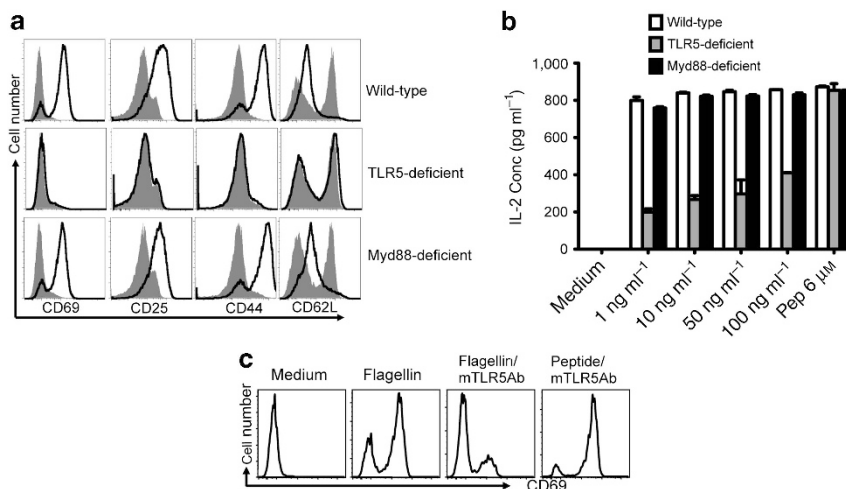 a
Cell number
Wild-type
TLR5-deficient
Myd88-deficient
CD69
CD25
CD44
CD62L
b
Wild-type
TLR5-deficient
Myd88-deficient
IL-2 Conc (pg ml⁻¹)
1,000
800
600
400
200
0
Medium
1 ng ml⁻¹
10 ng ml⁻¹
50 ng ml⁻¹
100 ng ml⁻¹
Pep 6 μM
c
Cell number
Medium
Flagellin
Flagellin/
mTLR5Ab
Peptide/
mTLR5Ab
CD69